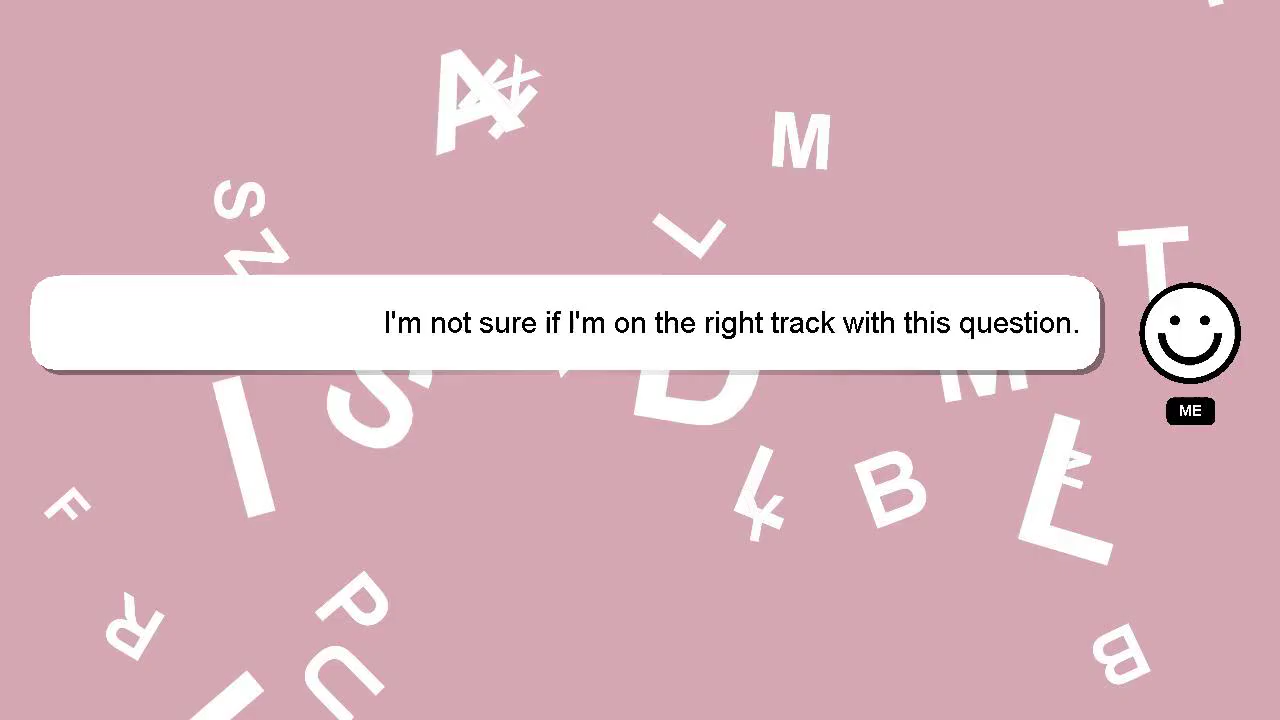 A
K
X
M
S
Z
L
T
I'm not sure if I'm on the right track with this question.
ME
I
S
D
M
L
Y
B
L
Z
F
P
R
U
B